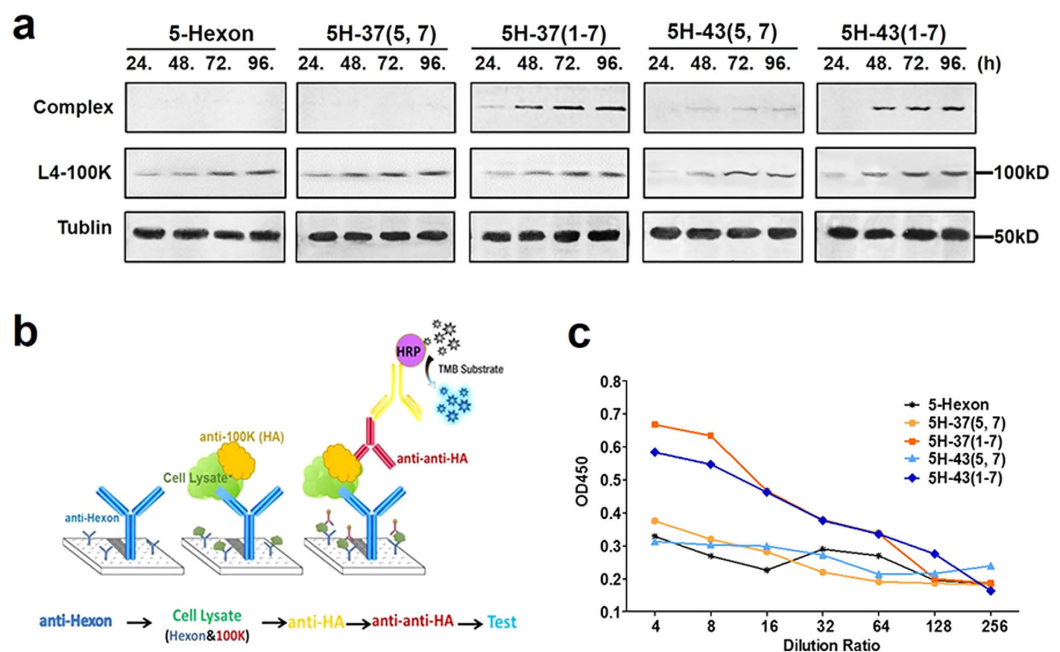 a
5-Hexon 5H-37(5, 7) 5H-37(1-7) 5H-43(5, 7) 5H-43(1-7)
24. 48. 72. 96. 24. 48. 72. 96. 24. 48. 72. 96. 24. 48. 72. 96. 24. 48. 72. 96. (h)
Complex
L4-100K
100kD
Tublin
50kD
b
HRP
TMB Substrate
anti-100K (HA)
anti-anti-HA
Cell Lysate
anti-Hexon
anti-Hexon Cell Lysate anti-HA anti-anti-HA Test
(Hexon&100K)
c
0.8
0.7
0.6
0.5
0.4
0.3
0.2
0.1
OD450
5-Hexon
5H-37(5, 7)
5H-37(1-7)
5H-43(5, 7)
5H-43(1-7)
4 8 16 32 64 128 256
Dilution Ratio